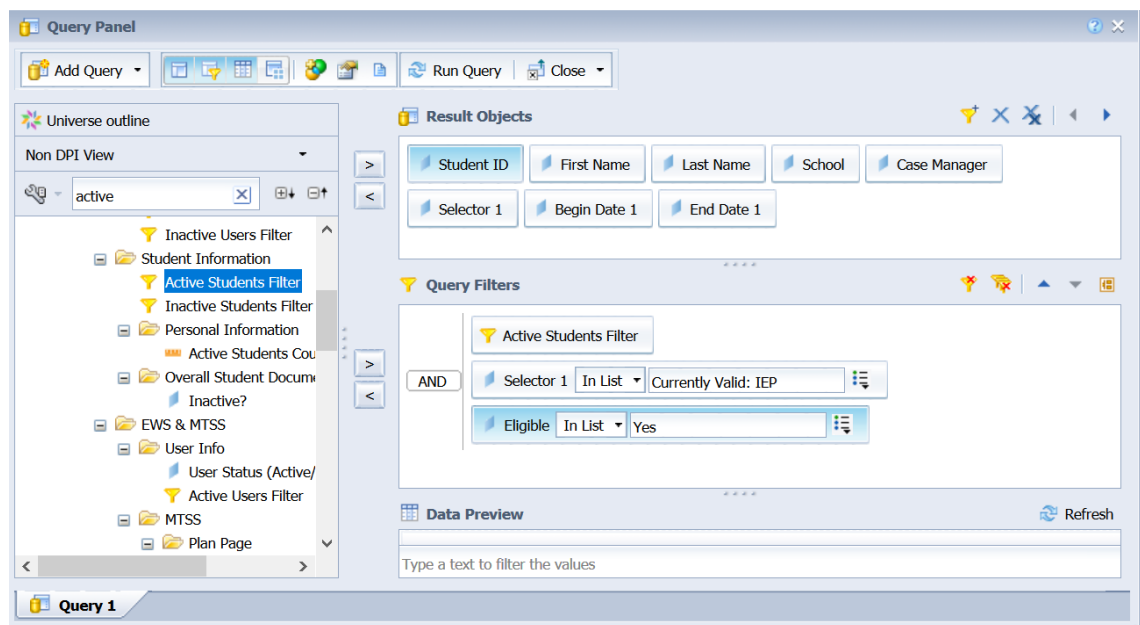 Query Panel
Add Query
Run Query
Close
Universe outline
Non DPI View
active
Inactive Users Filter
Student Information
Active Students Filter
Inactive Students Filter
Personal Information
Active Students Cou
Overall Student Docum
Inactive?
EWS & MTSS
User Info
User Status (Active/
Active Users Filter
MTSS
Plan Page
>
<
>
<
Result Objects
Student ID First Name Last Name School Case Manager
Selector 1 Begin Date 1 End Date 1
Query Filters
Active Students Filter
AND Selector 1 In List Currently Valid: IEP
Eligible In List Yes
Data Preview Refresh
Type a text to filter the values
Query 1